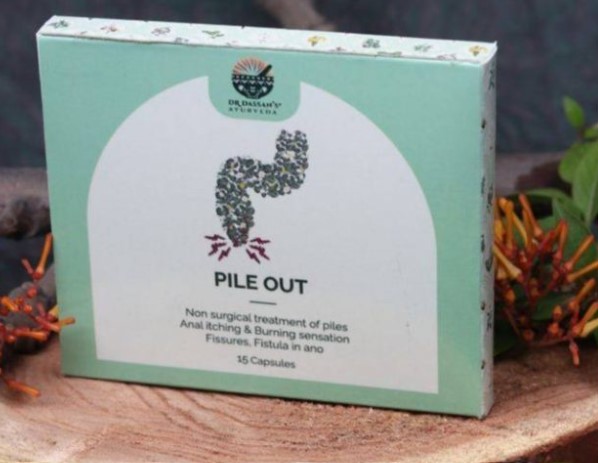 DR. DASSAN'S
AYURVEDA
PILE OUT
Non surgical treatment of piles
Anal itching & Burning sensation
Fissures, Fistula in ano
15 Capsules